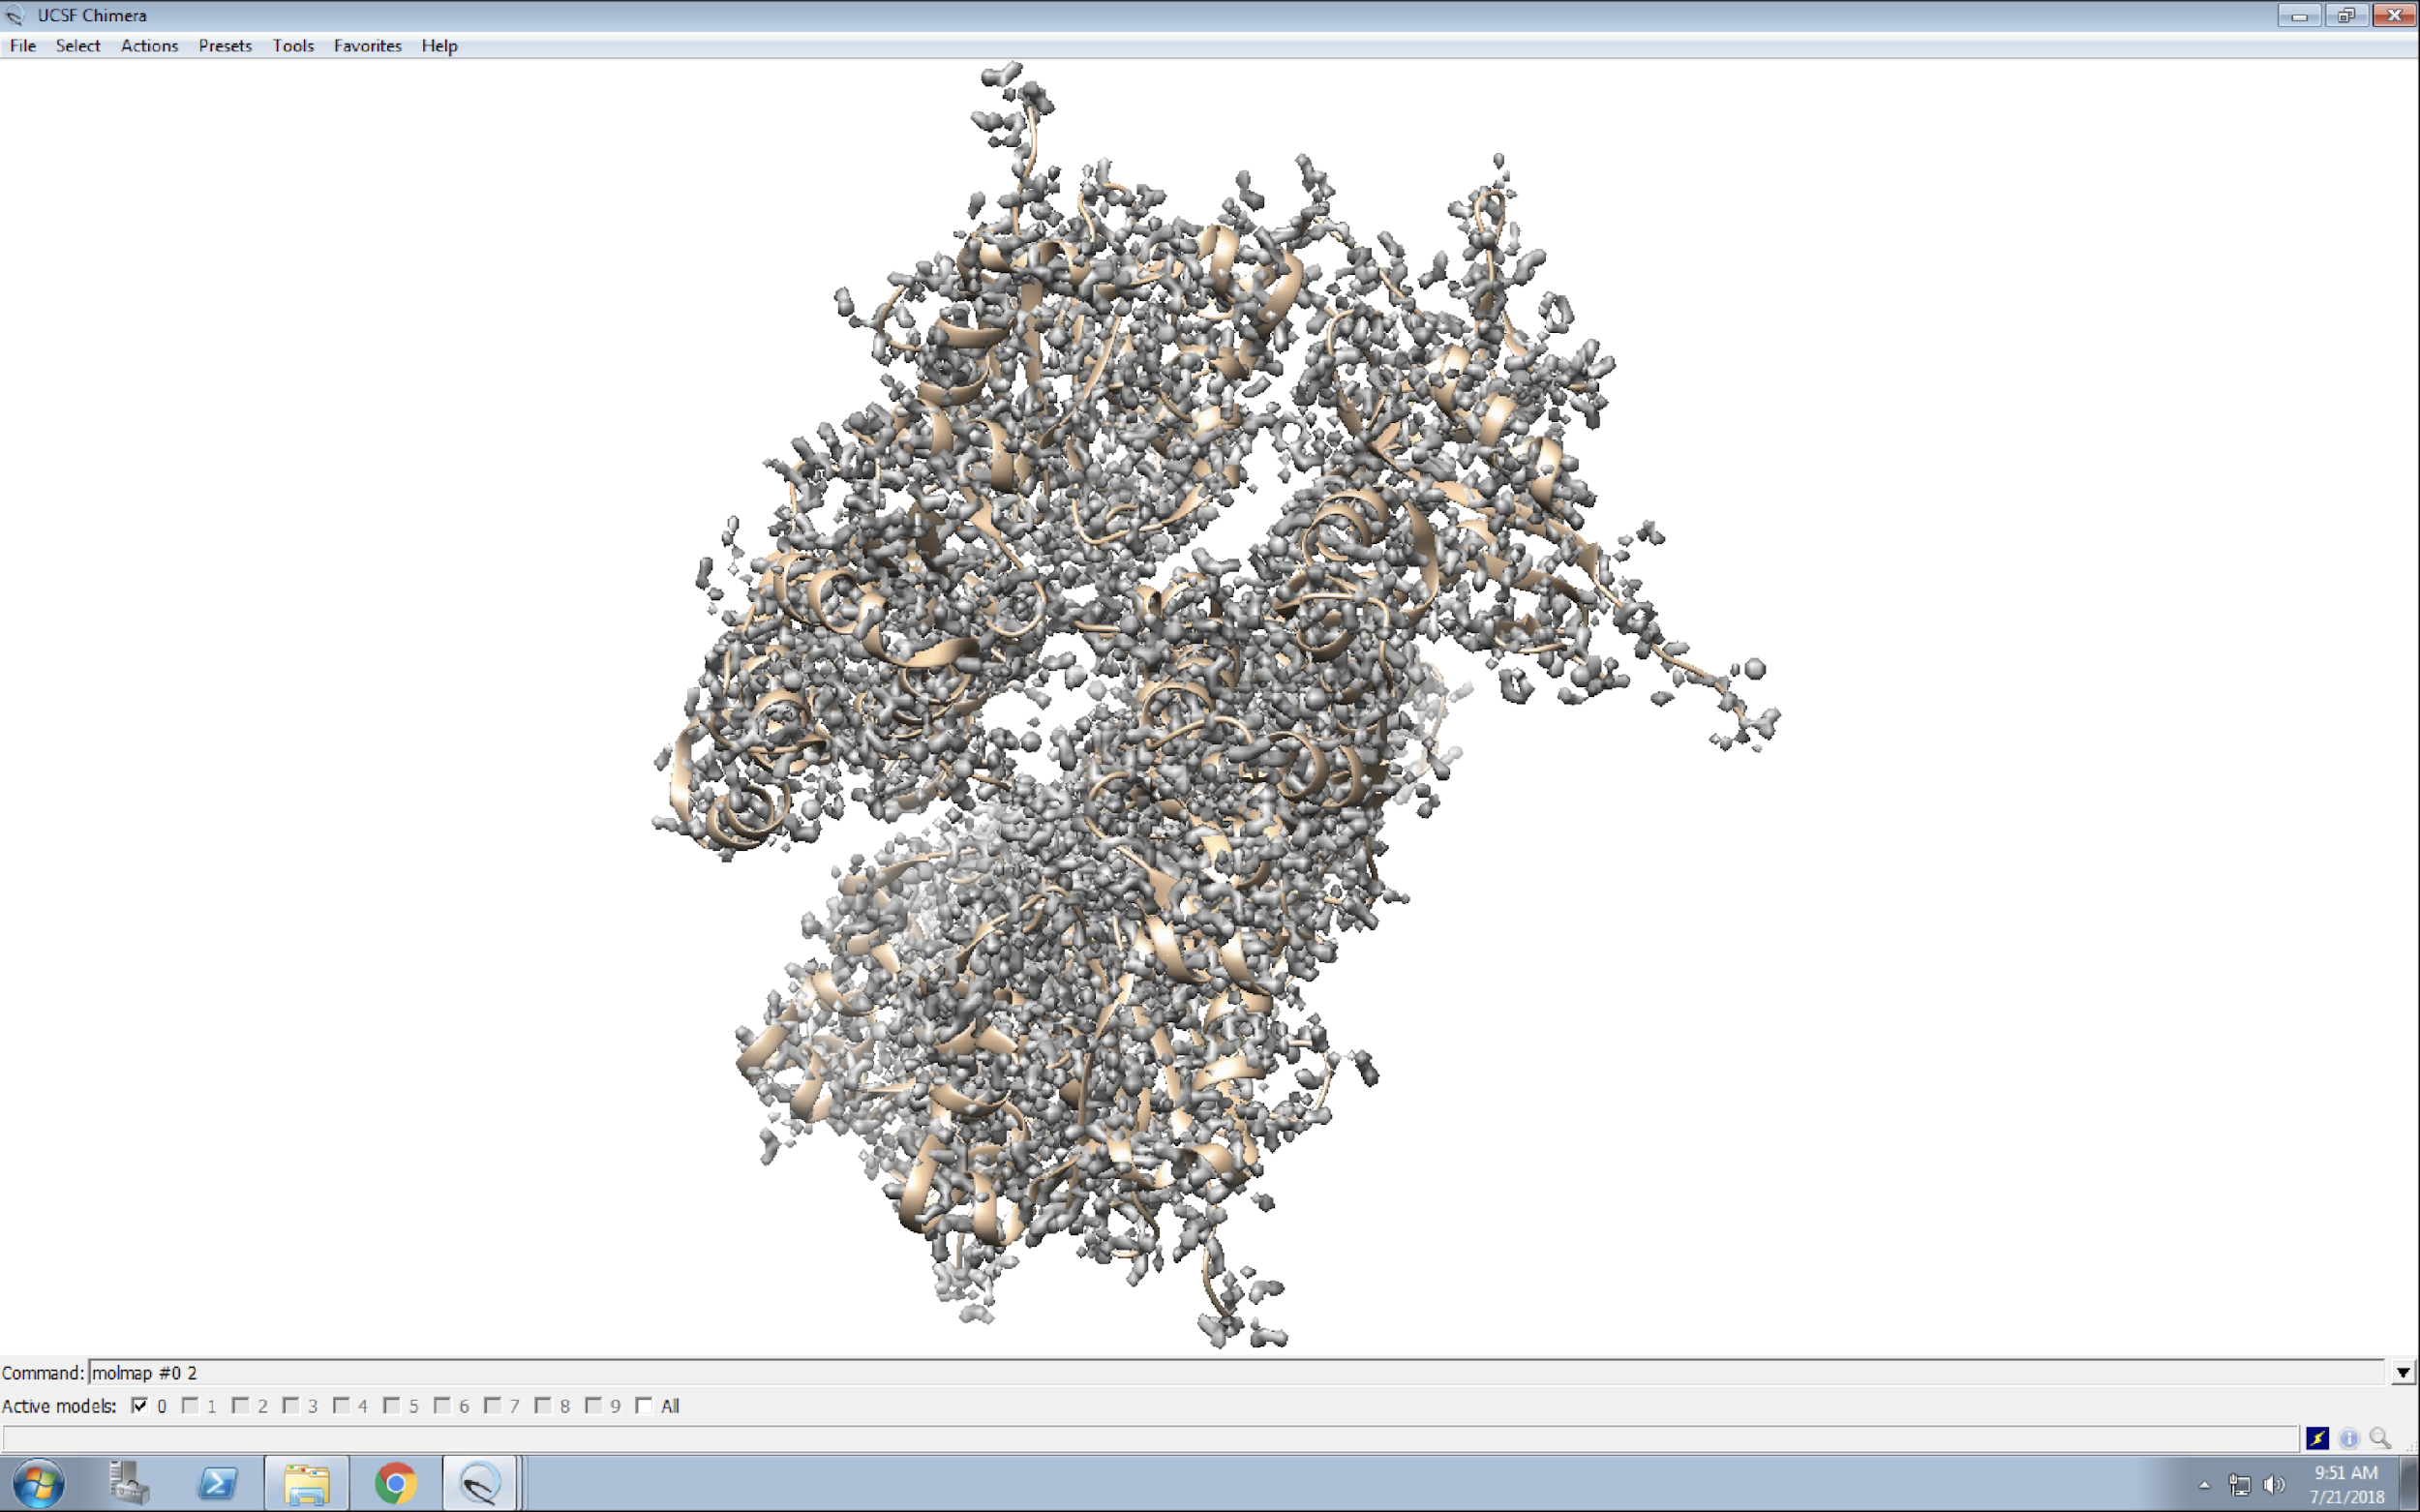 UCSF Chimera
File Select Actions Presets Tools Favorites Help
Command: molmap #0 2
Active models: 0 1 2 3 4 5 6 7 8 9 All
9:51 AM
7/21/2018